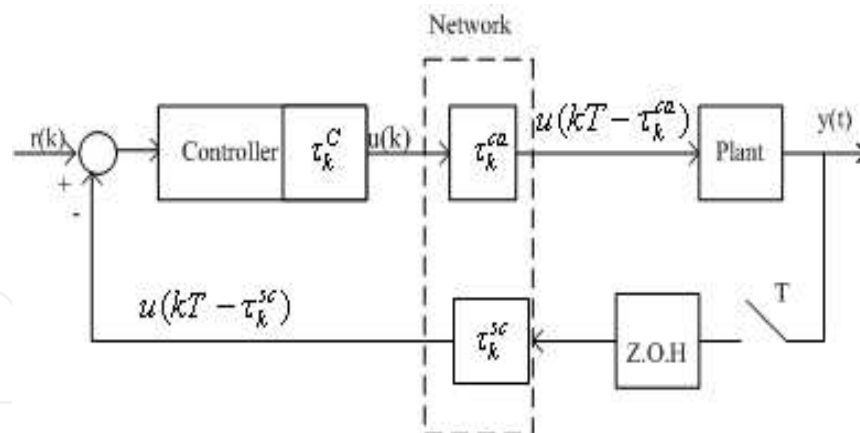 Network
r(k)
+
-
Controller
τ_k^C
u(k)
τ_k^{ca}
u(kT − τ_k^{ca})
Plant
y(t)
u(kT − τ_k^{sc})
τ_k^{sc}
Z.O.H
T